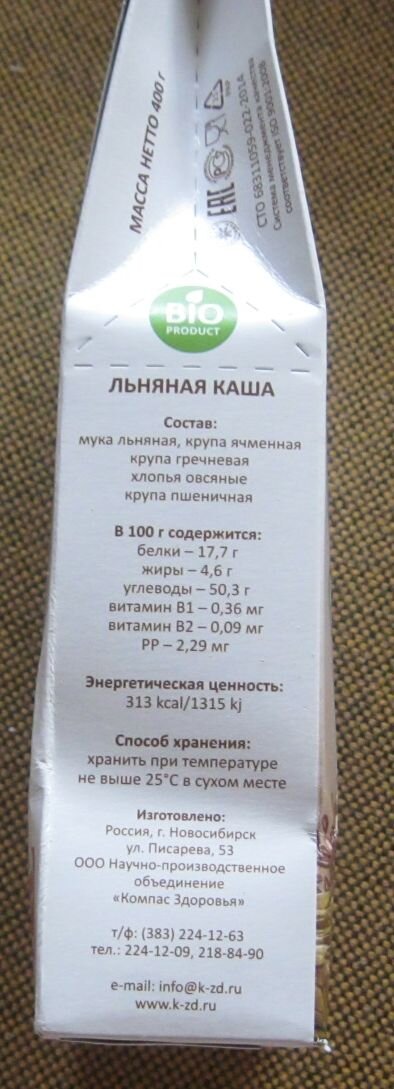 МАССА НЕТТО 400 г
EAC
РСТ
СТО 68311059-022-2014
Система менеджмента качества
соответствует ISO 9001:2008
BIO
PRODUCT
ЛЬНЯНАЯ КАША
Состав:
мука льняная, крупа ячменная
крупа гречневая
хлопья овсяные
крупа пшеничная
В 100 г содержится:
белки – 17,7 г
жиры – 4,6 г
углеводы – 50,3 г
витамин В1 – 0,36 мг
витамин В2 – 0,09 мг
РР – 2,29 мг
Энергетическая ценность:
313 kcal/1315 kj
Способ хранения:
хранить при температуре
не выше 25°С в сухом месте
Изготовлено:
Россия, г. Новосибирск
ул. Писарева, 53
ООО Научно-производственное
объединение
«Компас Здоровья»
т/ф: (383) 224-12-63
тел.: 224-12-09, 218-84-90
e-mail: info@k-zd.ru
www.k-zd.ru